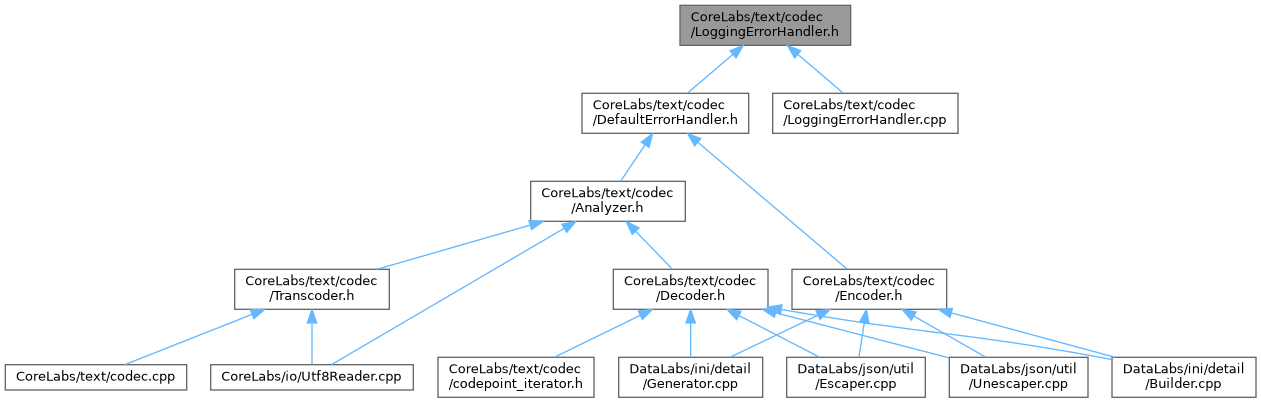 CoreLabs/text/codec
/LoggingErrorHandler.h
CoreLabs/text/codec
/DefaultErrorHandler.h
CoreLabs/text/codec
/LoggingErrorHandler.cpp
CoreLabs/text/codec
/Analyzer.h
CoreLabs/text/codec
/Transcoder.h
CoreLabs/text/codec
/Decoder.h
CoreLabs/text/codec
/Encoder.h
CoreLabs/text/codec.cpp
CoreLabs/io/Utf8Reader.cpp
CoreLabs/text/codec
/codepoint_iterator.h
DataLabs/ini/detail
/Generator.cpp
DataLabs/json/util
/Escaper.cpp
DataLabs/json/util
/Unescaper.cpp
DataLabs/ini/detail
/Builder.cpp